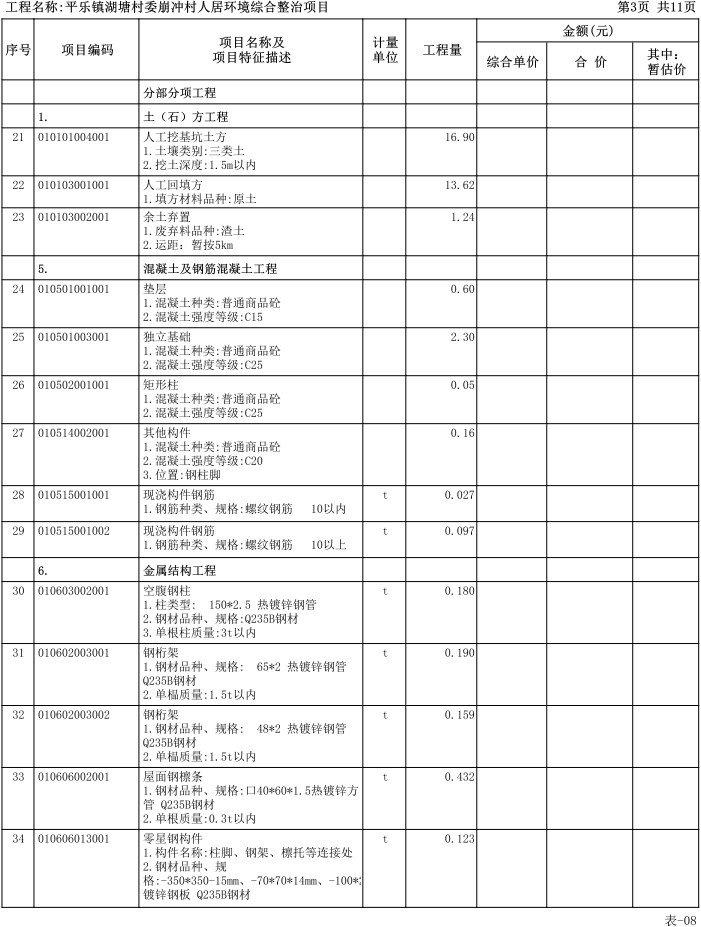 工程名称:平乐镇湖塘村委崩冲村人居环境综合整治项目 第3页 共11页
序号 项目编码 项目名称及 项目特征描述 计量 单位 工程量 金额(元)
综合单价 合 价 其中: 暂估价
分部分项工程
1. 土（石）方工程
21 010101004001 人工挖基坑土方 16.90
1.土壤类别:三类土
2.挖土深度:1.5m以内
22 010103001001 人工回填方 13.62
1.填方材料品种:原土
23 010103002001 余土弃置 1.24
1.废弃料品种:渣土
2.运距: 暂按5km
5. 混凝土及钢筋混凝土工程
24 010501001001 垫层 0.60
1.混凝土种类:普通商品砼
2.混凝土强度等级:C15
25 010501003001 独立基础 2.30
1.混凝土种类:普通商品砼
2.混凝土强度等级:C25
26 010502001001 矩形柱 0.05
1.混凝土种类:普通商品砼
2.混凝土强度等级:C25
27 010514002001 其他构件 0.16
1.混凝土种类:普通商品砼
2.混凝土强度等级:C20
3.位置:钢柱脚
28 010515001001 现浇构件钢筋 t 0.027
1.钢筋种类、规格:螺纹钢筋 10以内
29 010515001002 现浇构件钢筋 t 0.097
1.钢筋种类、规格:螺纹钢筋 10以上
6. 金属结构工程
30 010603002001 空腹钢柱 t 0.180
1.柱类型: 150*2.5 热镀锌钢管
2.钢材品种、规格:Q235B钢材
3.单根柱质量:3t以内
31 010602003001 钢桁架 t 0.190
1.钢材品种、规格: 65*2 热镀锌钢管
Q235B钢材
2.单榀质量:1.5t以内
32 010602003002 钢桁架 t 0.159
1.钢材品种、规格: 48*2 热镀锌钢管
Q235B钢材
2.单榀质量:1.5t以内
33 010606002001 屋面钢檩条 t 0.432
1.钢材品种、规格:口40*60*1.5热镀锌方
管 Q235B钢材
2.单根质量:0.3t以内
34 010606013001 零星钢构件 t 0.123
1.构件名称:柱脚、钢架、檩托等连接处
2.钢材品种、规
格:-350*350-15mm、-70*70*14mm、-100*
镀锌钢板 Q235B钢材
表-08